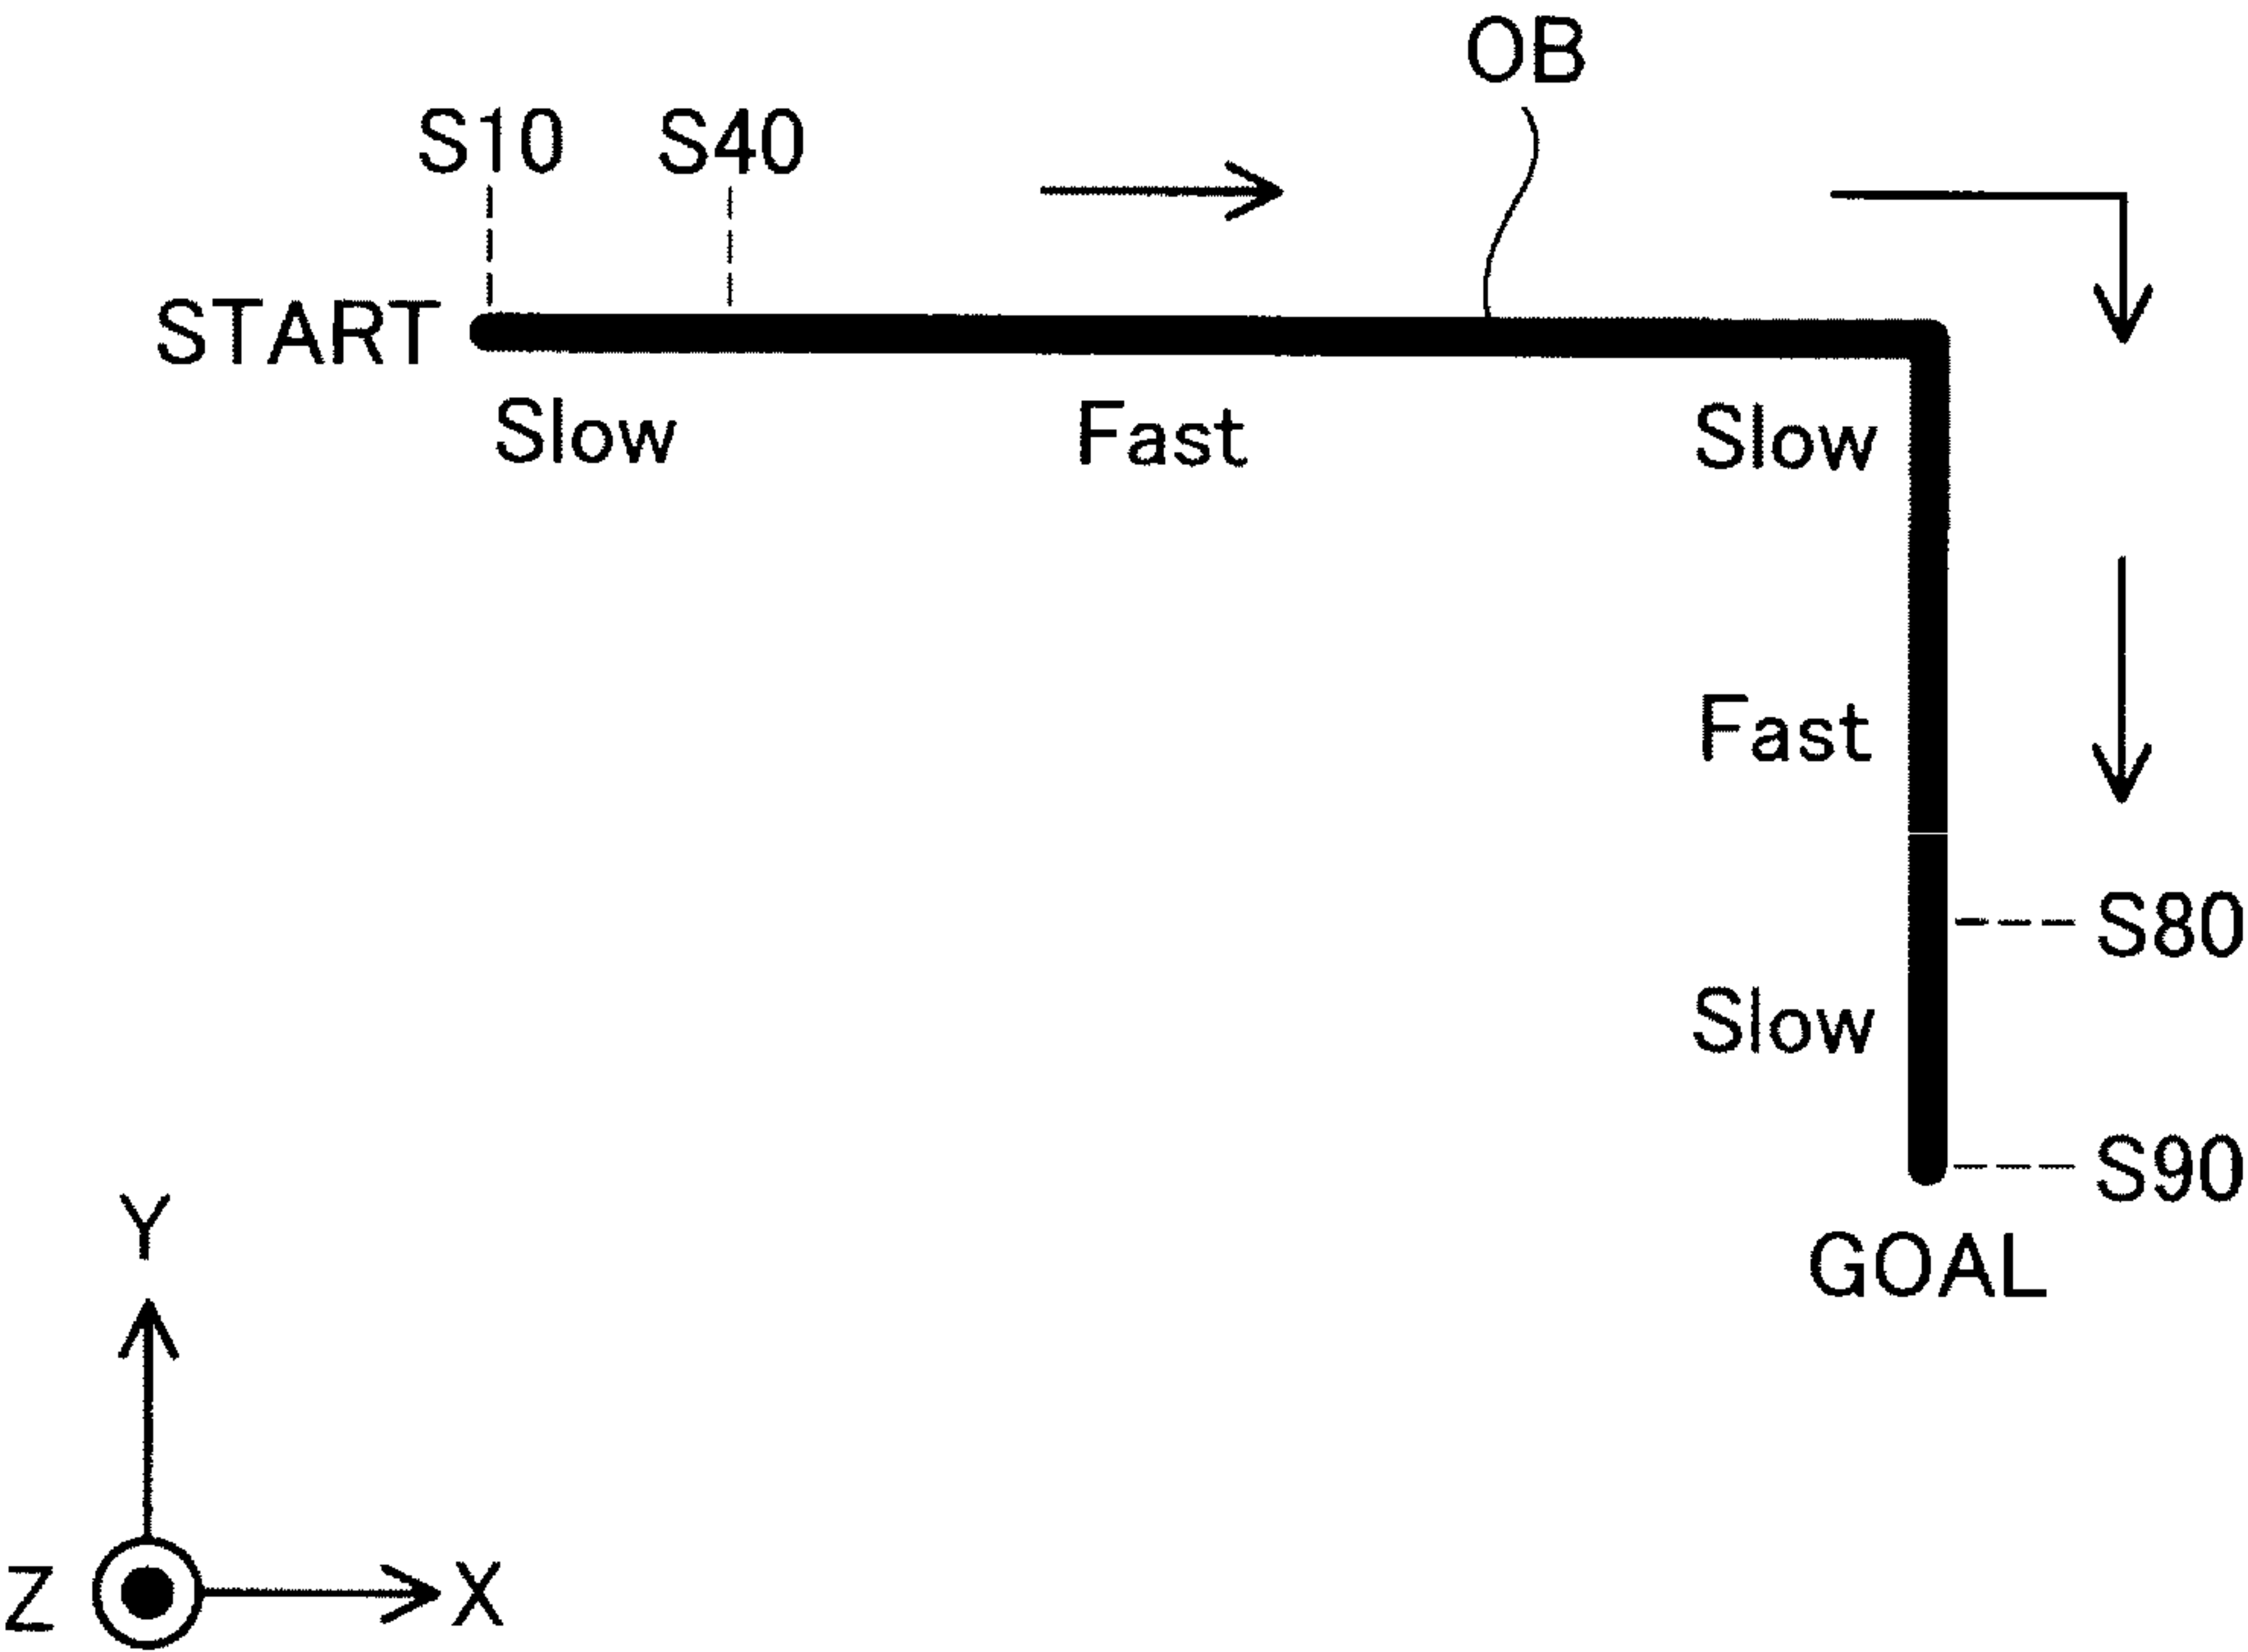 OB
S10 S40
START
Slow Fast Slow
Fast
S80
Slow
S90
Y
GOAL
Z X